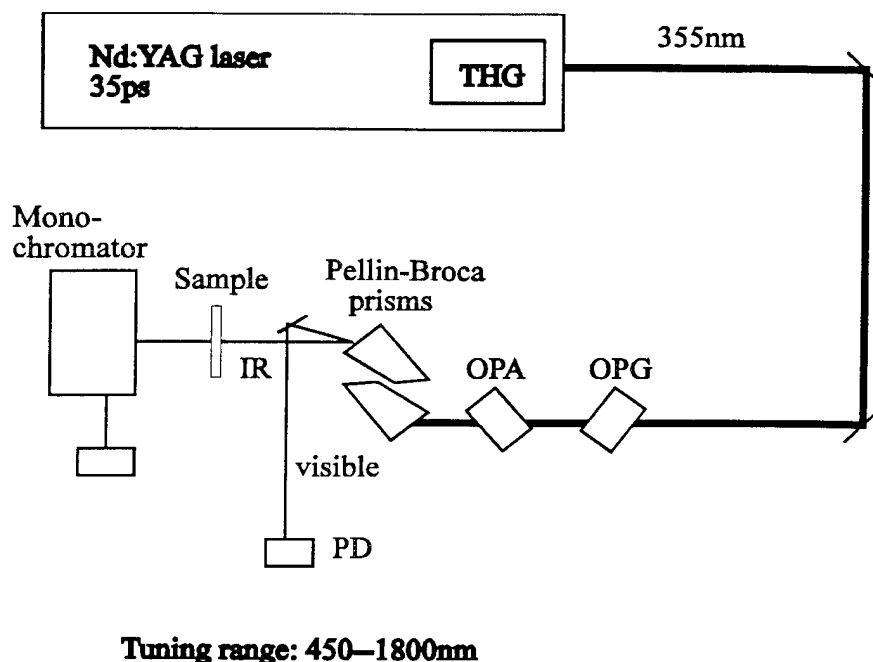 Nd:YAG laser
35ps
THG
355nm
Mono-
chromator
Sample
Pellin-Broca
prisms
IR
OPA
OPG
visible
PD
Tuning range: 450–1800nm